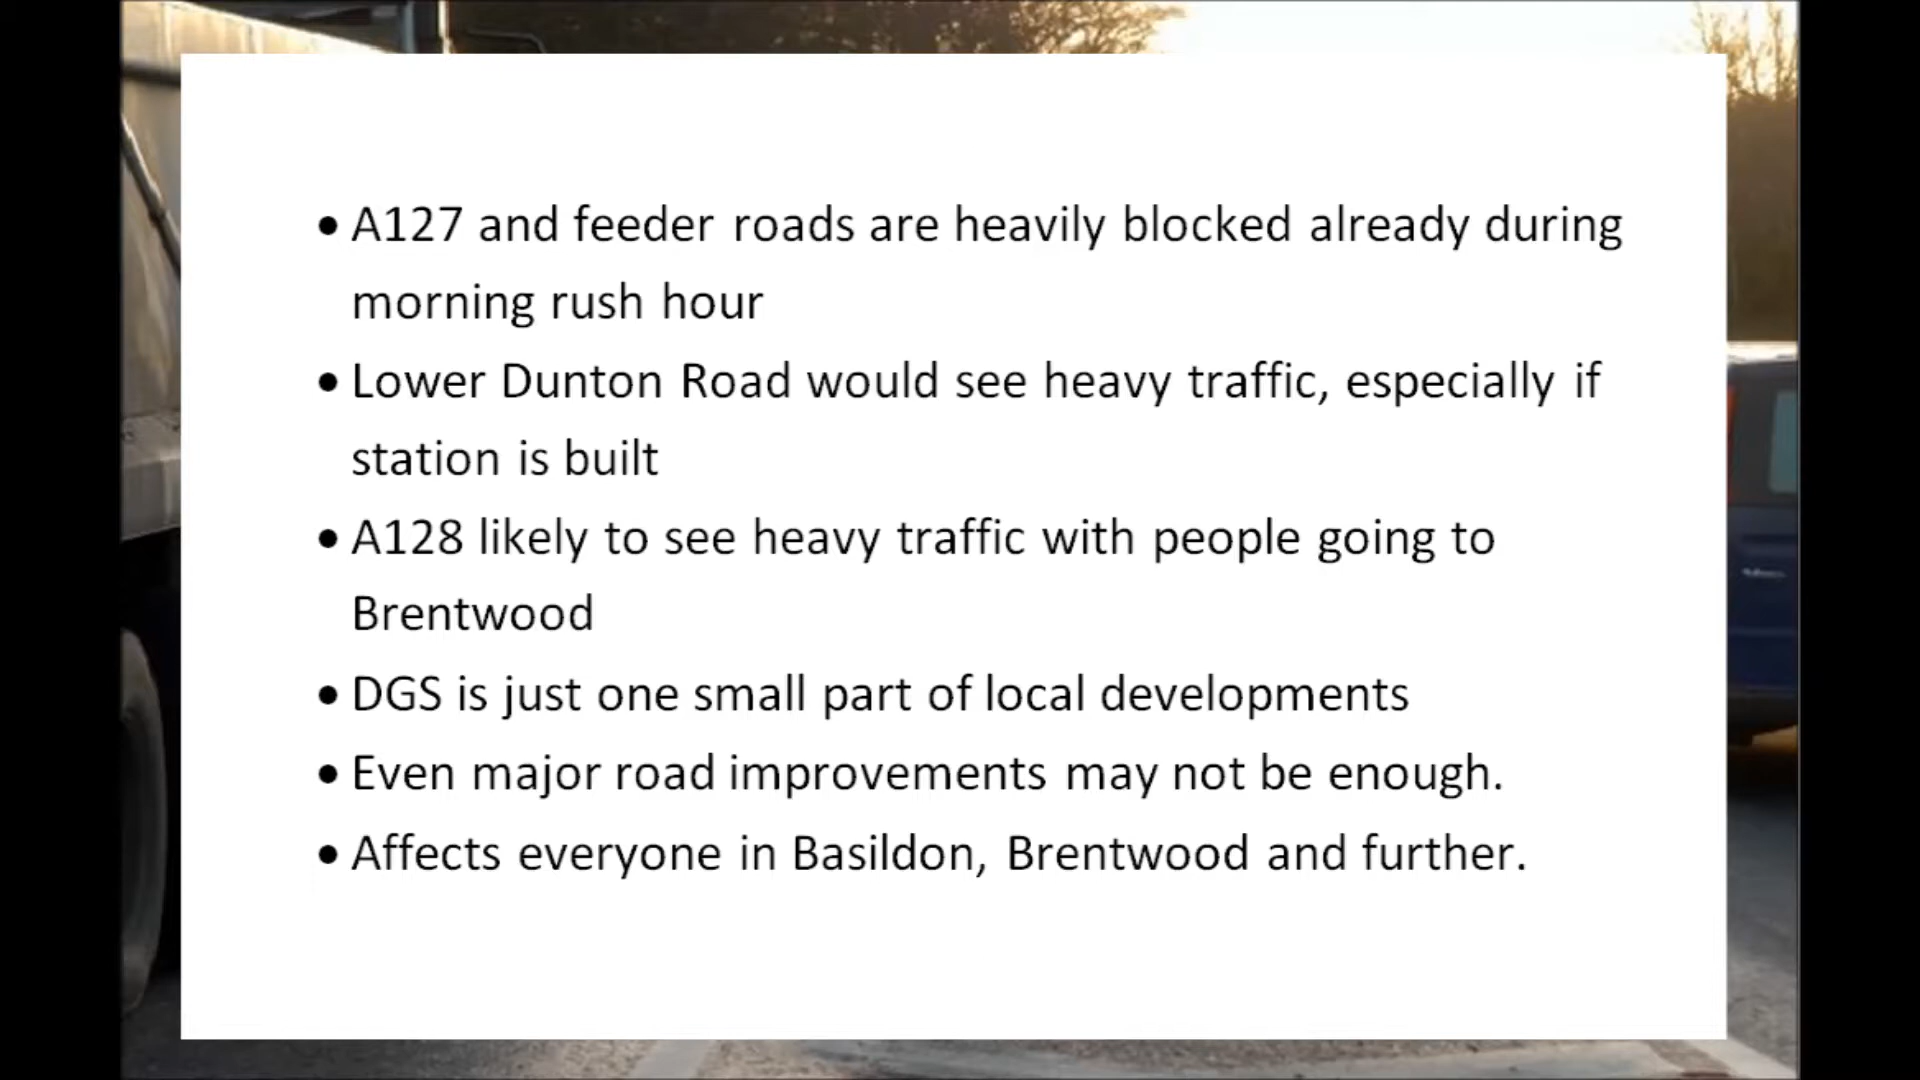 • A127 and feeder roads are heavily blocked already during
morning rush hour
• Lower Dunton Road would see heavy traffic, especially if
station is built
• A128 likely to see heavy traffic with people going to
Brentwood
• DGS is just one small part of local developments
• Even major road improvements may not be enough.
• Affects everyone in Basildon, Brentwood and further.